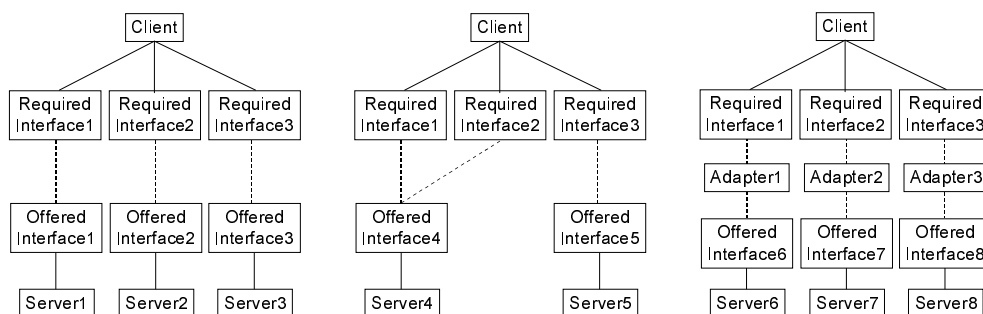 Client
Required
Interface1
Required
Interface2
Required
Interface3
Offered
Interface1
Offered
Interface2
Offered
Interface3
Server1
Server2
Server3
Client
Required
Interface1
Required
Interface2
Required
Interface3
Offered
Interface4
Offered
Interface5
Server4
Server5
Client
Required
Interface1
Required
Interface2
Required
Interface3
Adapter1
Adapter2
Adapter3
Offered
Interface6
Offered
Interface7
Offered
Interface8
Server6
Server7
Server8